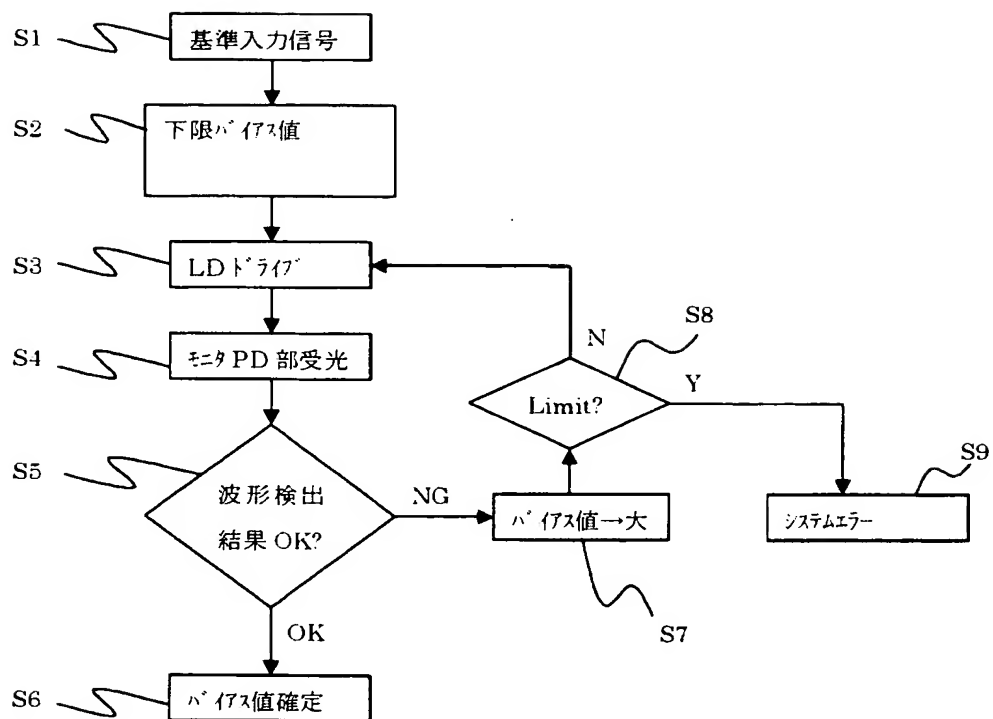 S1
基準入力信号
S2
下限ﾊﾞｲｱｽ値
S3
LDﾄﾞﾗｲﾌﾞ
S4
ﾓﾆﾀPD部受光
S5
波形検出
結果OK?
NG
OK
S6
ﾊﾞｲｱｽ値確定
ﾊﾞｲｱｽ値→大
S7
Limit?
S8
N
Y
S9
ｼｽﾃﾑｴﾗｰ